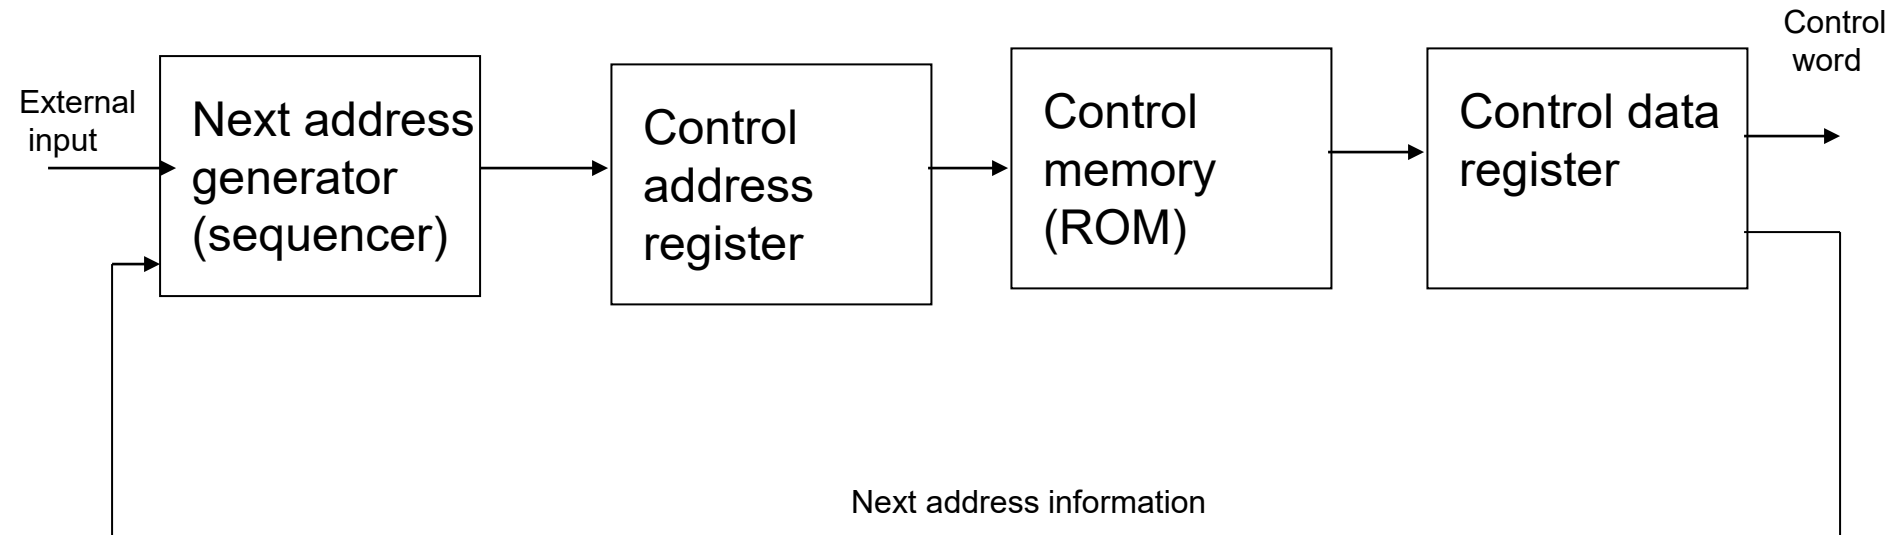 External
input
Next address
generator
(sequencer)
Control
address
register
Control
memory
(ROM)
Control data
register
Control
word
Next address information